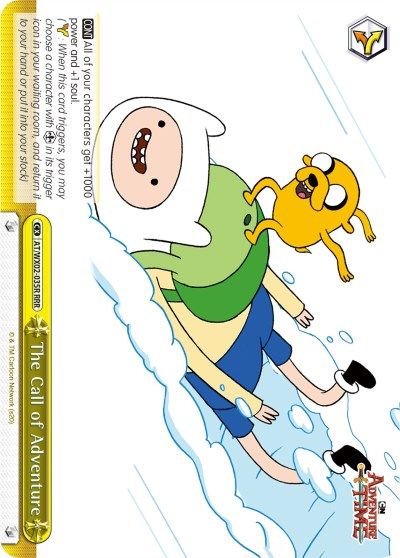 [CONT] All of your characters get +1000
power and +1 soul.
( : When this card triggers, you may
choose a character with in its trigger
icon in your waiting room, and return it
to your hand or put it into your stock)
CX
AT/WX02-035R RRR
The Call of Adventure
© & TM Cartoon Network (s20)
CN
ADVENTURE
TIME